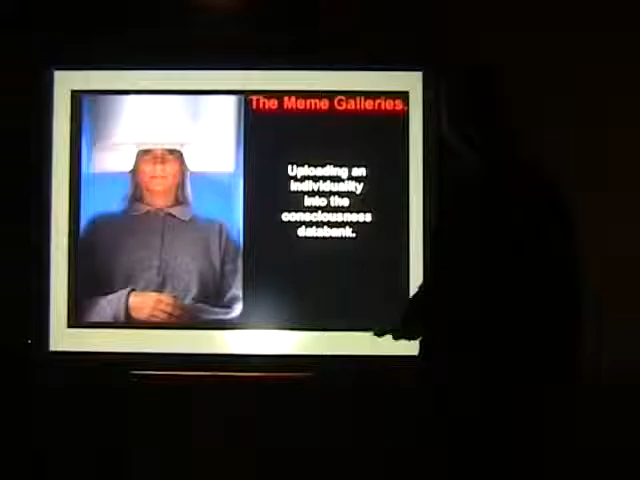 The Meme Galleries.
Uploading an
individuality
into the
consciousness
databank.